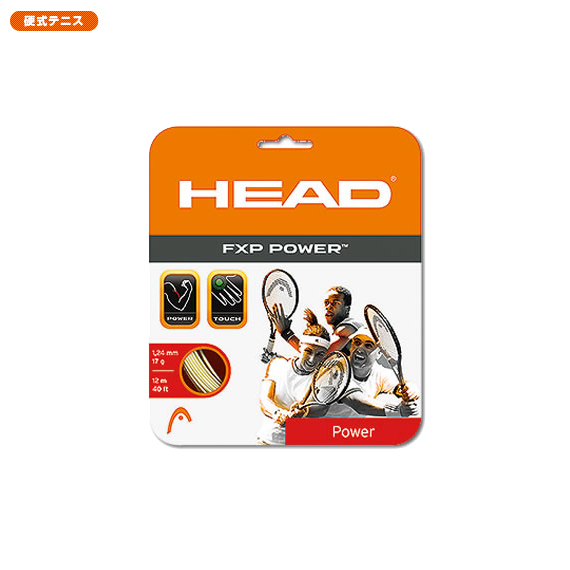 硬式テニス
HEAD®
FXP POWER™
POWER
TOUCH
1,24 mm
17 g
12 m
40 ft
Power